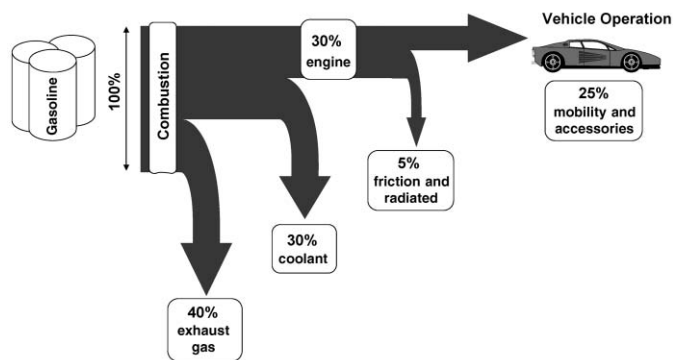 Gasoline
100%
Combustion
30%
engine
Vehicle Operation
25%
mobility and
accessories
5%
friction and
radiated
30%
coolant
40%
exhaust
gas